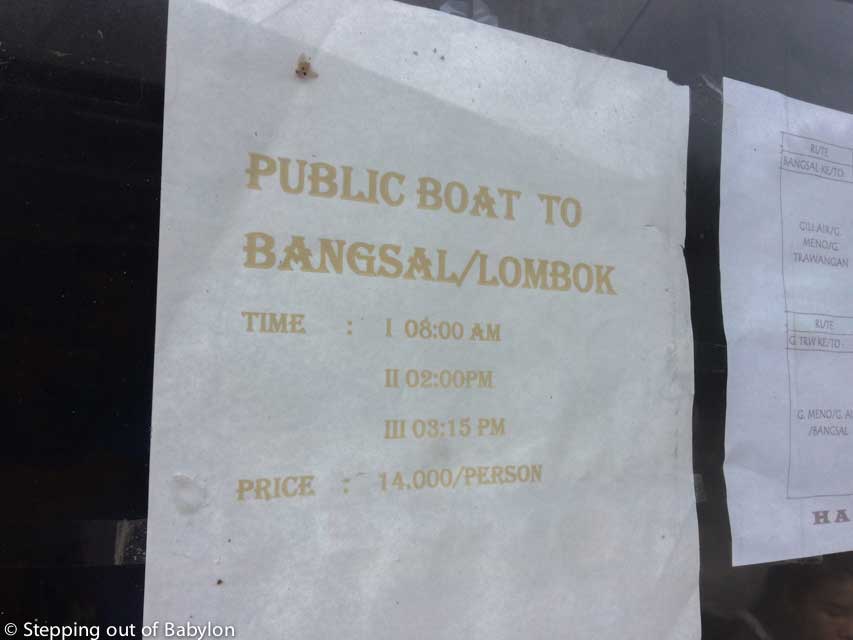 PUBLIC BOAT TO
BANGSAL/LOMBOK
TIME : I 08:00 AM
II 02:00PM
III 03:15 PM
PRICE : 14.000/PERSON
RUTE
BANGSAL KE/TO:
GILI AIR/G.
MENO/G.
TRAWANGAN
RUTE
G. TRW KE/TO
G. MENO/G. A
/BANGSAL
HA
© Stepping out of Babylon